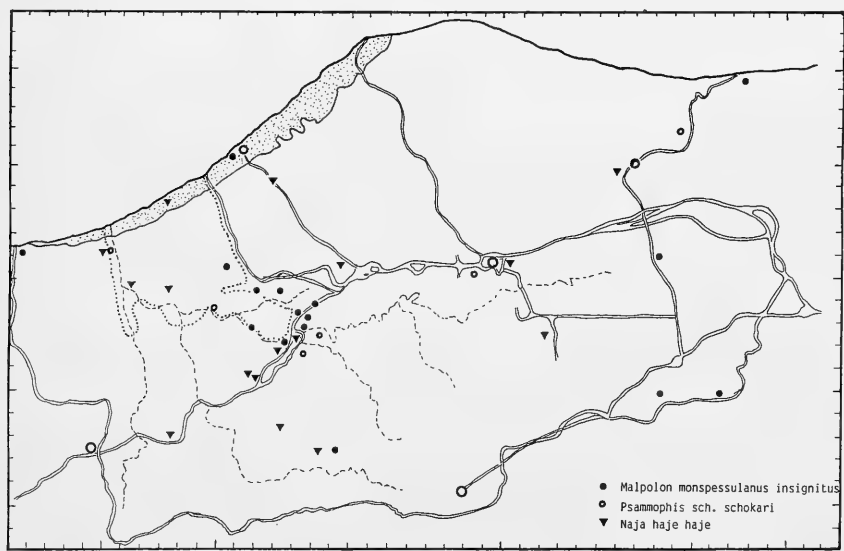 Malpolon monspessulanus insignitus
Psammophis sch. schokari
Naja haje haje